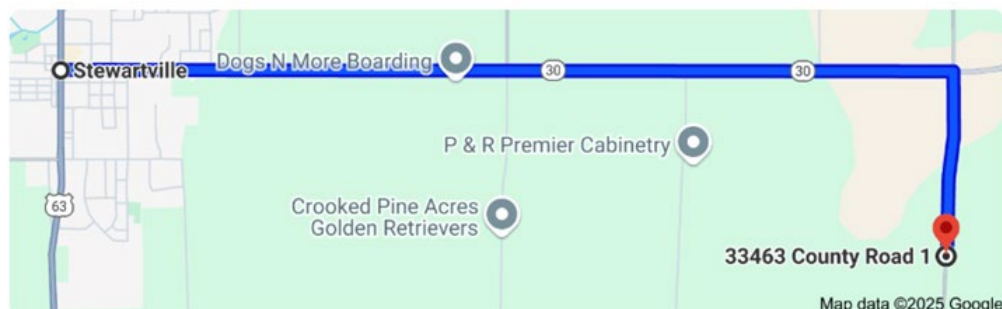 Stewartville
Dogs N More Boarding
30
30
P & R Premier Cabinetry
63
Crooked Pine Acres
Golden Retrievers
33463 County Road 1
Map data ©2025 Google